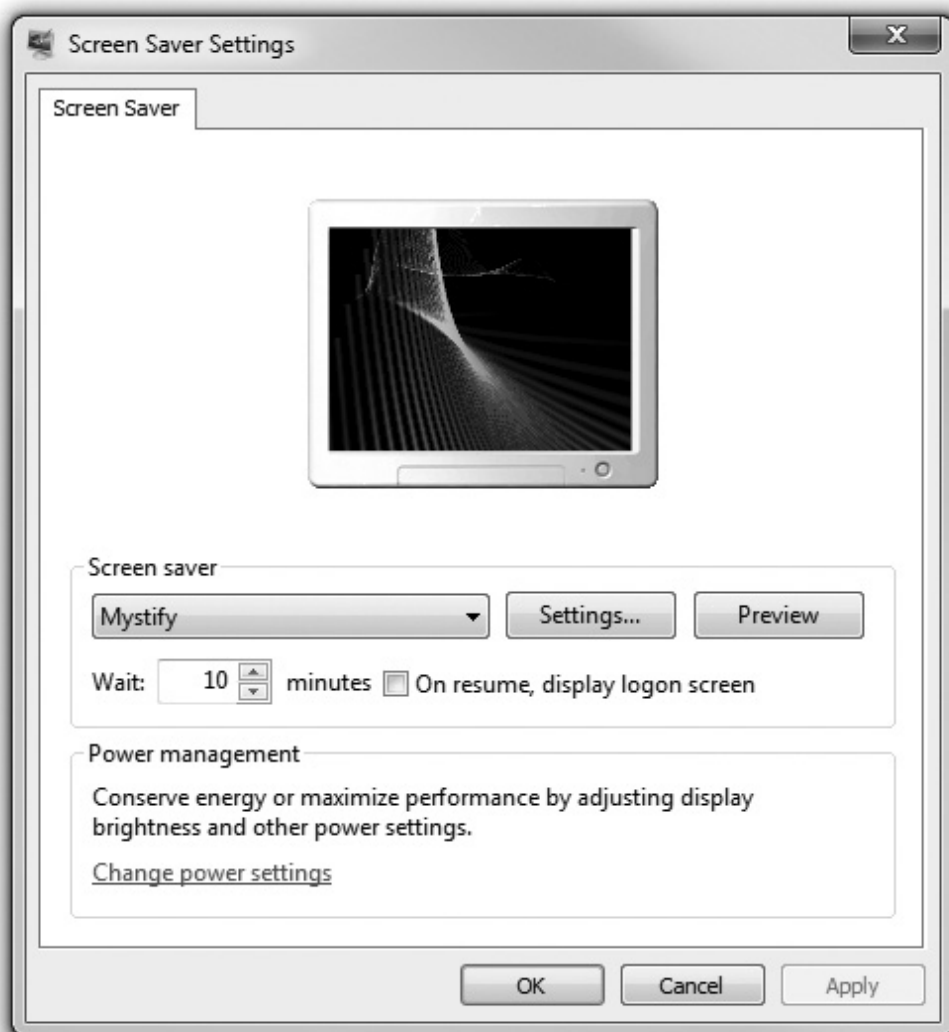 Screen Saver Settings
Screen Saver
Screen saver
Mystify
Settings...
Preview
Wait: 10 minutes On resume, display logon screen
Power management
Conserve energy or maximize performance by adjusting display
brightness and other power settings.
Change power settings
OK Cancel Apply